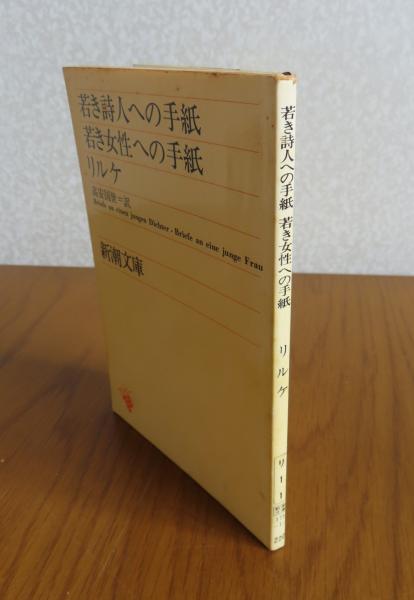 若き詩人への手紙
若き女性への手紙
リルケ
高安国世=訳
Briefe an einen jungen Dichter・Briefe an eine junge Frau
新潮文庫
若き詩人への手紙 若き女性への手紙
リルケ
リ 1 1
220